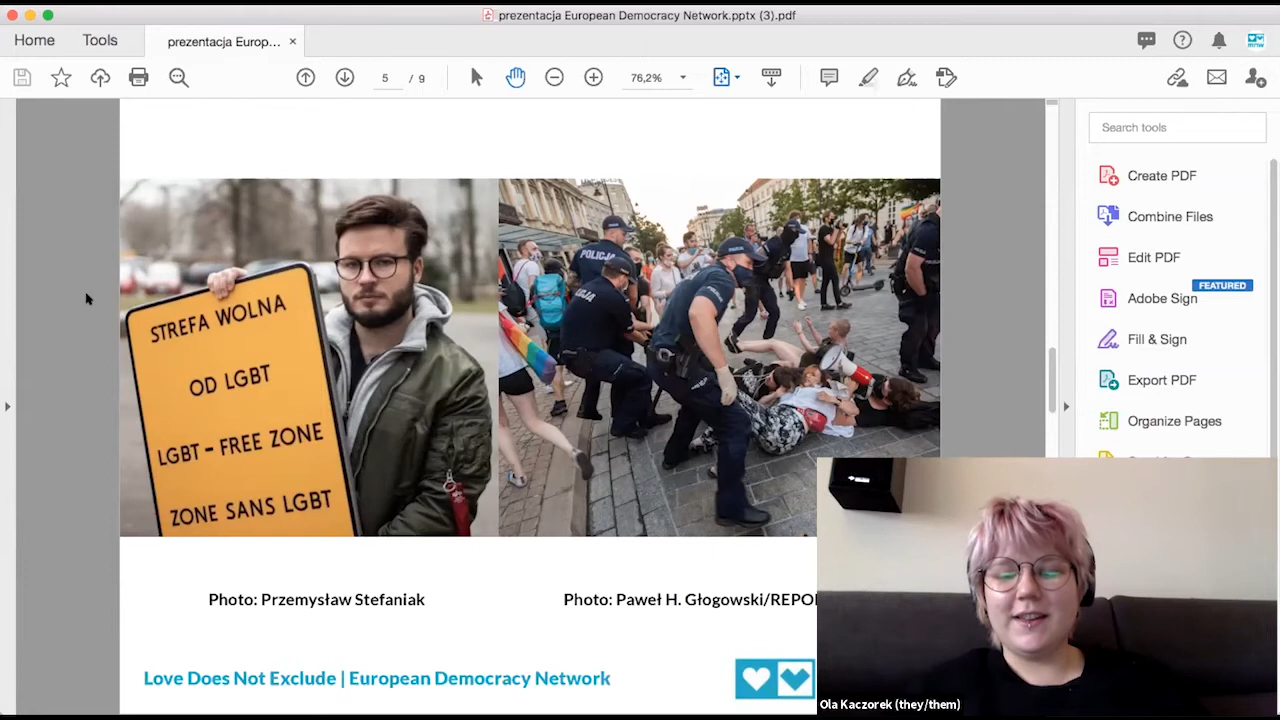 prezentacja European Democracy Network.pptx (3).pdf
Home
Tools
prezentacja Europ... ×
5 / 9
76,2%
Search tools
Create PDF
Combine Files
Edit PDF
FEATURED
Adobe Sign
Fill & Sign
Export PDF
Organize Pages
STREFA WOLNA
OD LGBT
LGBT - FREE ZONE
ZONE SANS LGBT
POLICJA
Photo: Przemysław Stefaniak
Photo: Paweł H. Głogowski/REPO
Love Does Not Exclude | European Democracy Network
Ola Kaczorek (they/them)